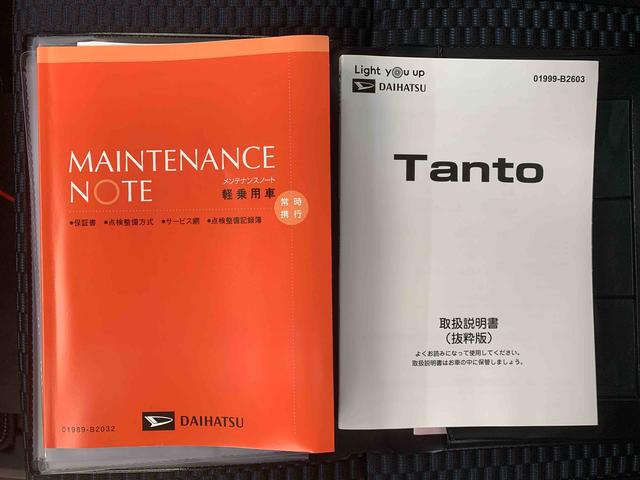 MAINTENANCE
NOTE
メンテナンスノート
軽乗用車
常時
携行
●保証書 ●点検整備方式 ●サービス網 ●点検整備記録簿
01989-B2032
DAIHATSU
Light you up
DAIHATSU
01999-B2603
Tanto
取扱説明書
（抜粋版）
よくお読みになって使用してください。
取扱説明書はお車の中に保管しましょう。